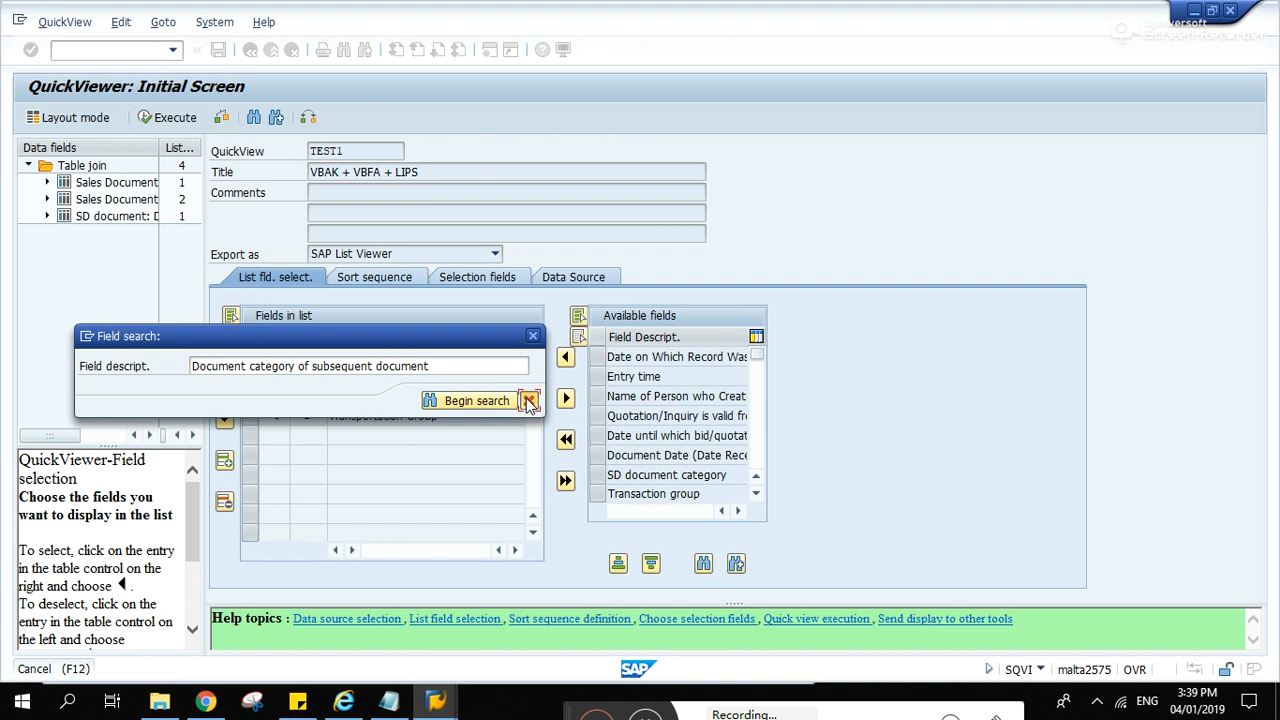 QuickView Edit Goto System Help
QuickViewer: Initial Screen
Layout mode Execute
Data fields List...
Table join 4
Sales Document 1
Sales Document 2
SD document: D 1
QuickView TEST1
Title VBAK + VBFA + LIPS
Comments
Export as SAP List Viewer
List fld. select. Sort sequence Selection fields Data Source
Fields in list
Available fields
Field Descript.
Date on Which Record Was
Entry time
Name of Person who Creat
Quotation/Inquiry is valid fr
Date until which bid/quotat
Document Date (Date Rece
SD document category
Transaction group
Field search:
Field descript. Document category of subsequent document
Begin search
Transportation Group
QuickViewer-Field
selection
Choose the fields you
want to display in the list
To select, click on the entry
in the table control on the
right and choose
To deselect, click on the
entry in the table control on
the left and choose
Help topics : Data source selection , List field selection , Sort sequence definition , Choose selection fields , Quick view execution , Send display to other tools
Cancel (F12)
SAP
SQVI malta2575 OVR
ENG
3:39 PM
04/01/2019
Recording...
Screen Recorder